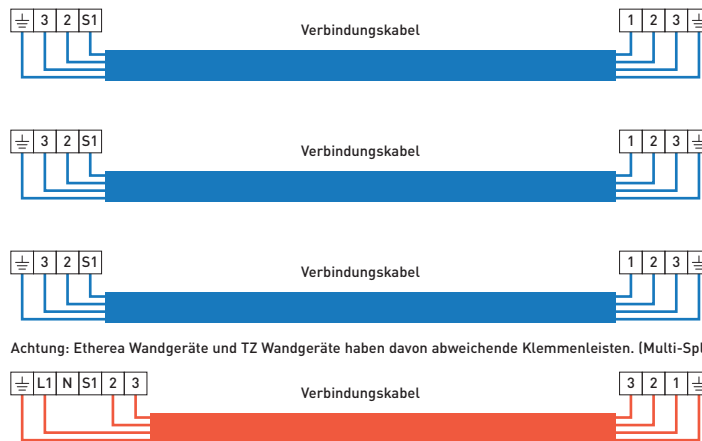 ⏚ 3 2 S1 Verbindungskabel 1 2 3 ⏚
⏚ 3 2 S1 Verbindungskabel 1 2 3 ⏚
⏚ 3 2 S1 Verbindungskabel 1 2 3 ⏚
Achtung: Etherea Wandgeräte und TZ Wandgeräte haben davon abweichende Klemmenleisten. (Multi-Spl
⏚ L1 N S1 2 3 Verbindungskabel 3 2 1 ⏚